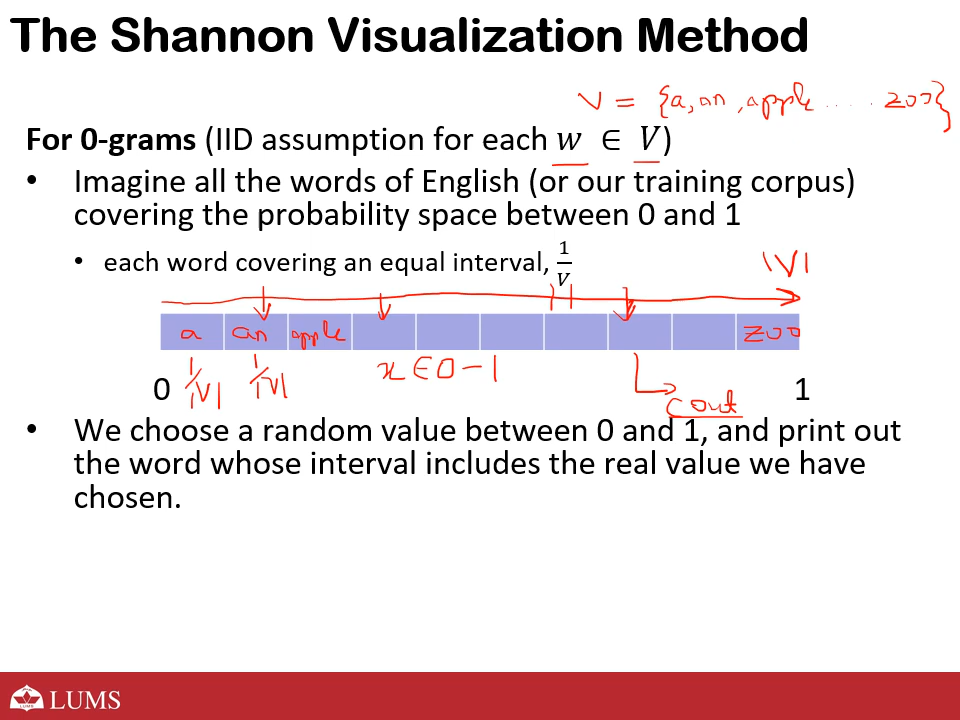 The Shannon Visualization Method
V = {a, an, apple ..... zoo}
For 0-grams (IID assumption for each w ∈ V)
• Imagine all the words of English (or our training corpus)
covering the probability space between 0 and 1
• each word covering an equal interval, 1/V
|V|
a an apple zoo
0 1/|V| 1/|V| x ∈ 0 - 1 cout 1
• We choose a random value between 0 and 1, and print out
the word whose interval includes the real value we have
chosen.
LUMS